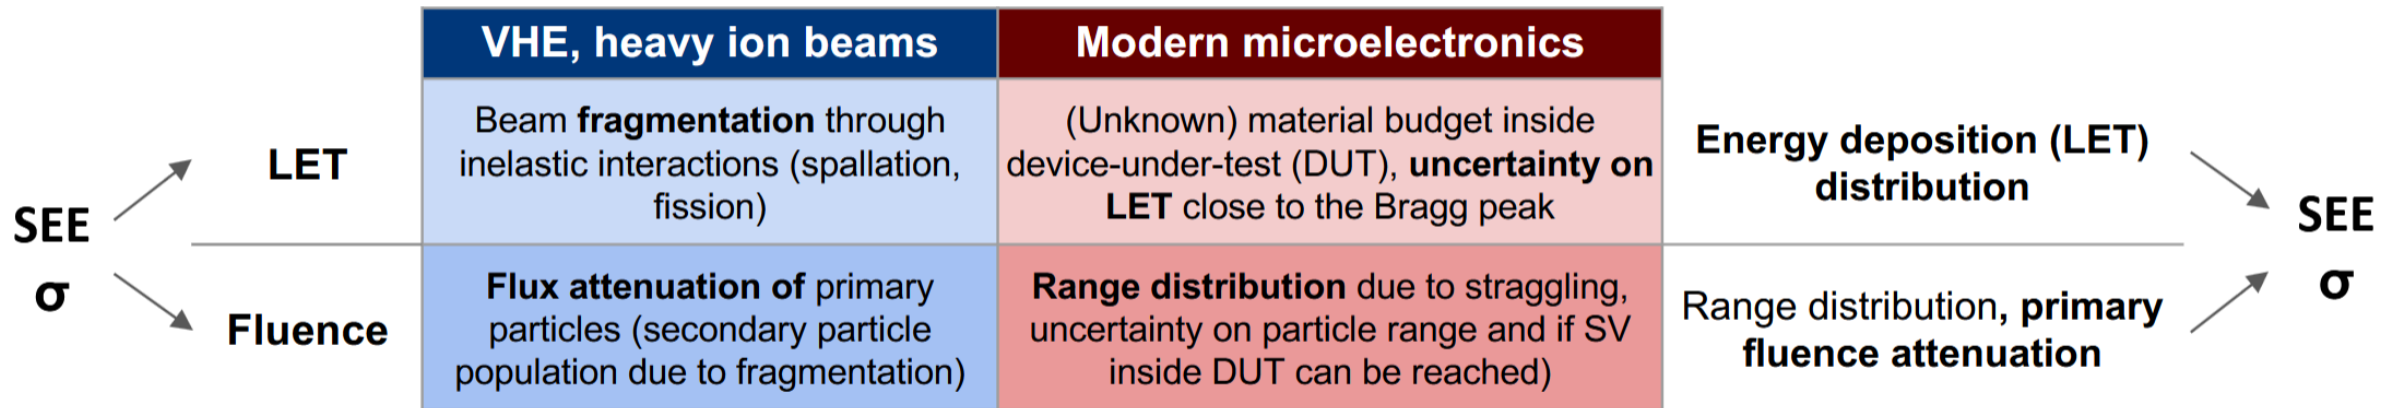 VHE, heavy ion beams
Modern microelectronics
SEE
σ
LET
Beam fragmentation through
inelastic interactions (spallation,
fission)
(Unknown) material budget inside
device-under-test (DUT), uncertainty on
LET close to the Bragg peak
Energy deposition (LET)
distribution
Fluence
Flux attenuation of primary
particles (secondary particle
population due to fragmentation)
Range distribution due to straggling,
uncertainty on particle range and if SV
inside DUT can be reached)
Range distribution, primary
fluence attenuation
SEE
σ